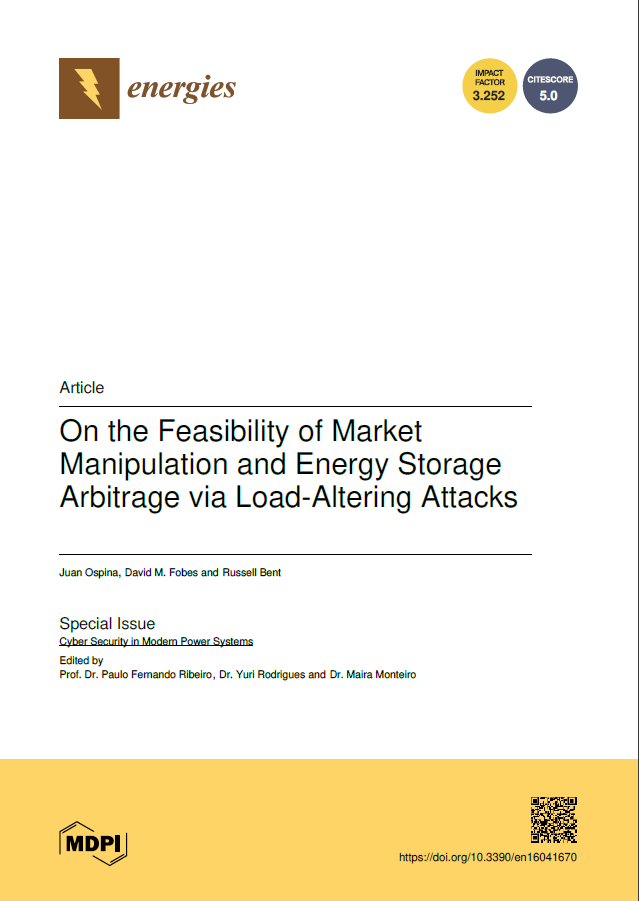 energies
IMPACT
FACTOR
3.252
CITESCORE
5.0
Article
On the Feasibility of Market
Manipulation and Energy Storage
Arbitrage via Load-Altering Attacks
Juan Ospina, David M. Fobes and Russell Bent
Special Issue
Cyber Security in Modern Power Systems
Edited by
Prof. Dr. Paulo Fernando Ribeiro, Dr. Yuri Rodrigues and Dr. Maira Monteiro
MDPI
https://doi.org/10.3390/en16041670